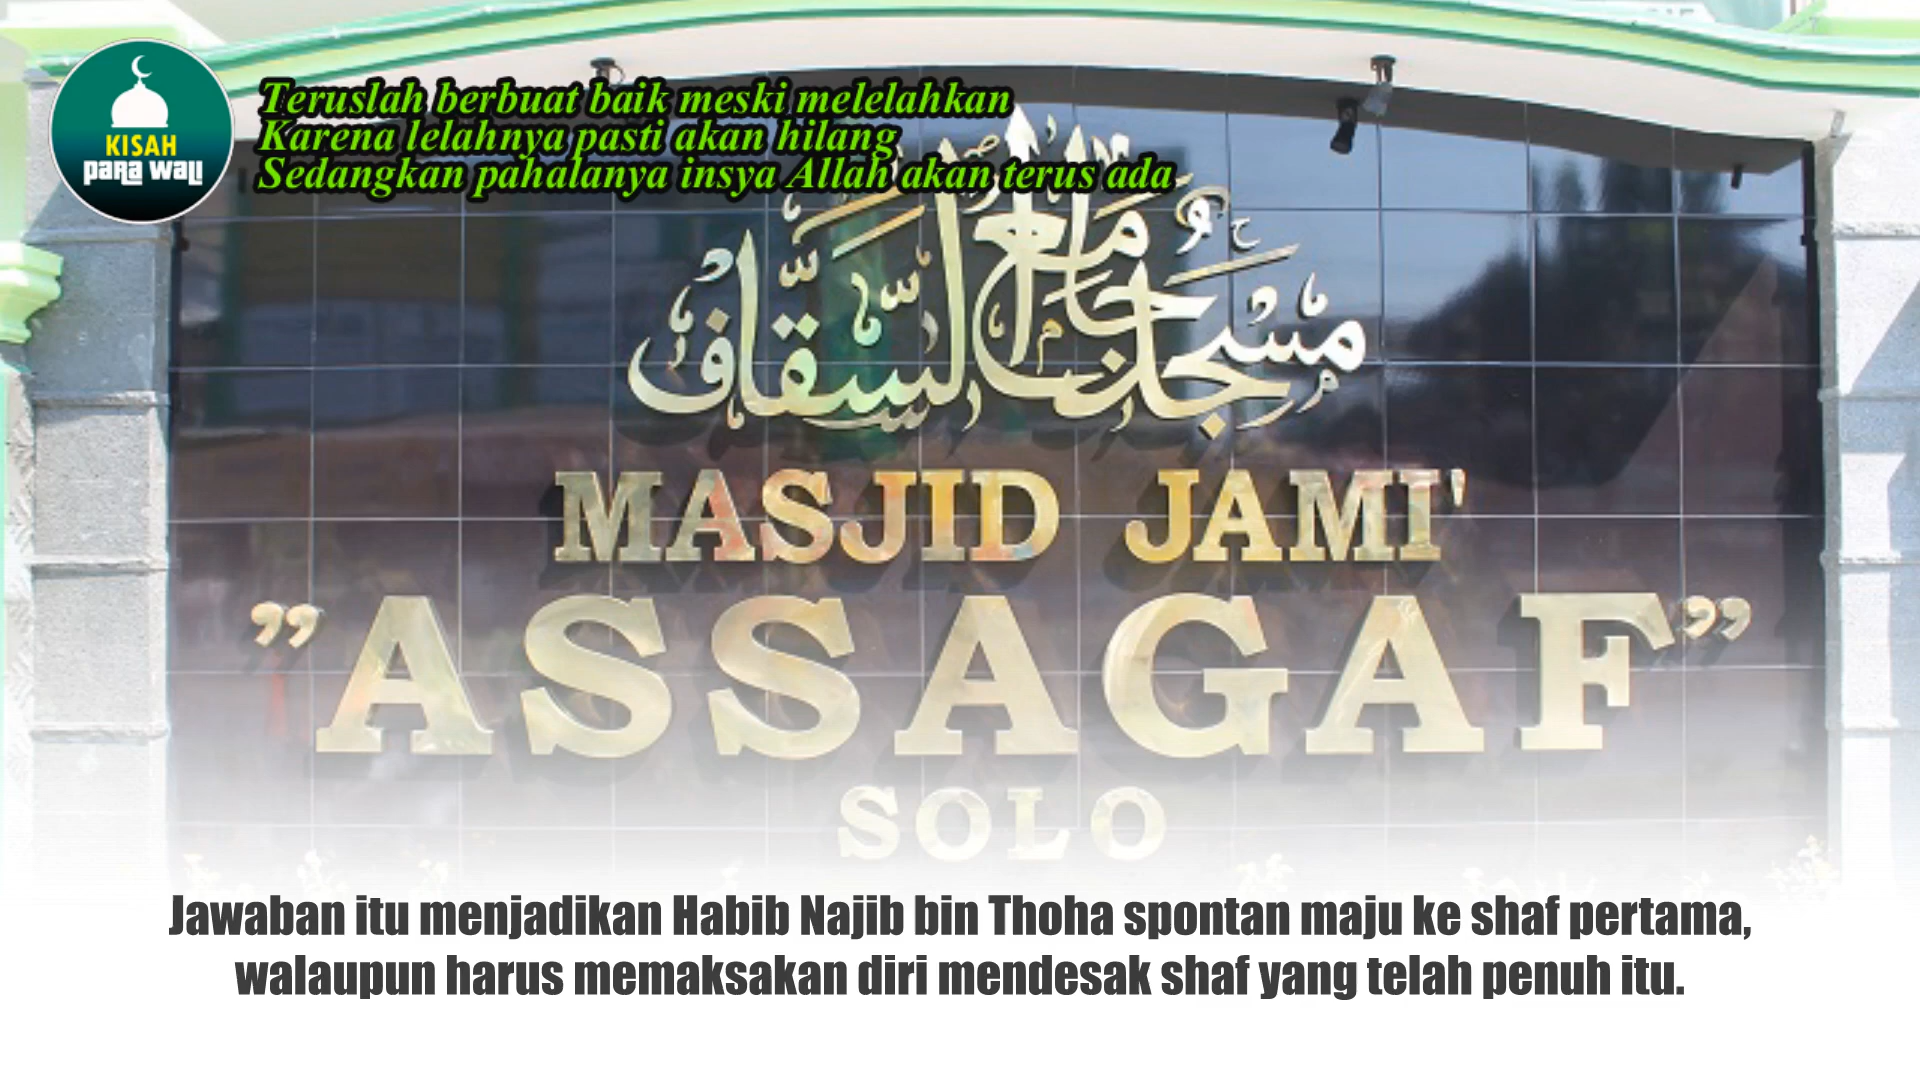 KISAH
PARA WALI
Teruslah berbuat baik meski melelahkan
Karena lelahnya pasti akan hilang
Sedangkan pahalanya insya Allah akan terus ada
مسجد جامع السقاف
MASJID JAMI'
"ASSAGAF"
SOLO
Jawaban itu menjadikan Habib Najib bin Thoha spontan maju ke shaf pertama,
walaupun harus memaksakan diri mendesak shaf yang telah penuh itu.